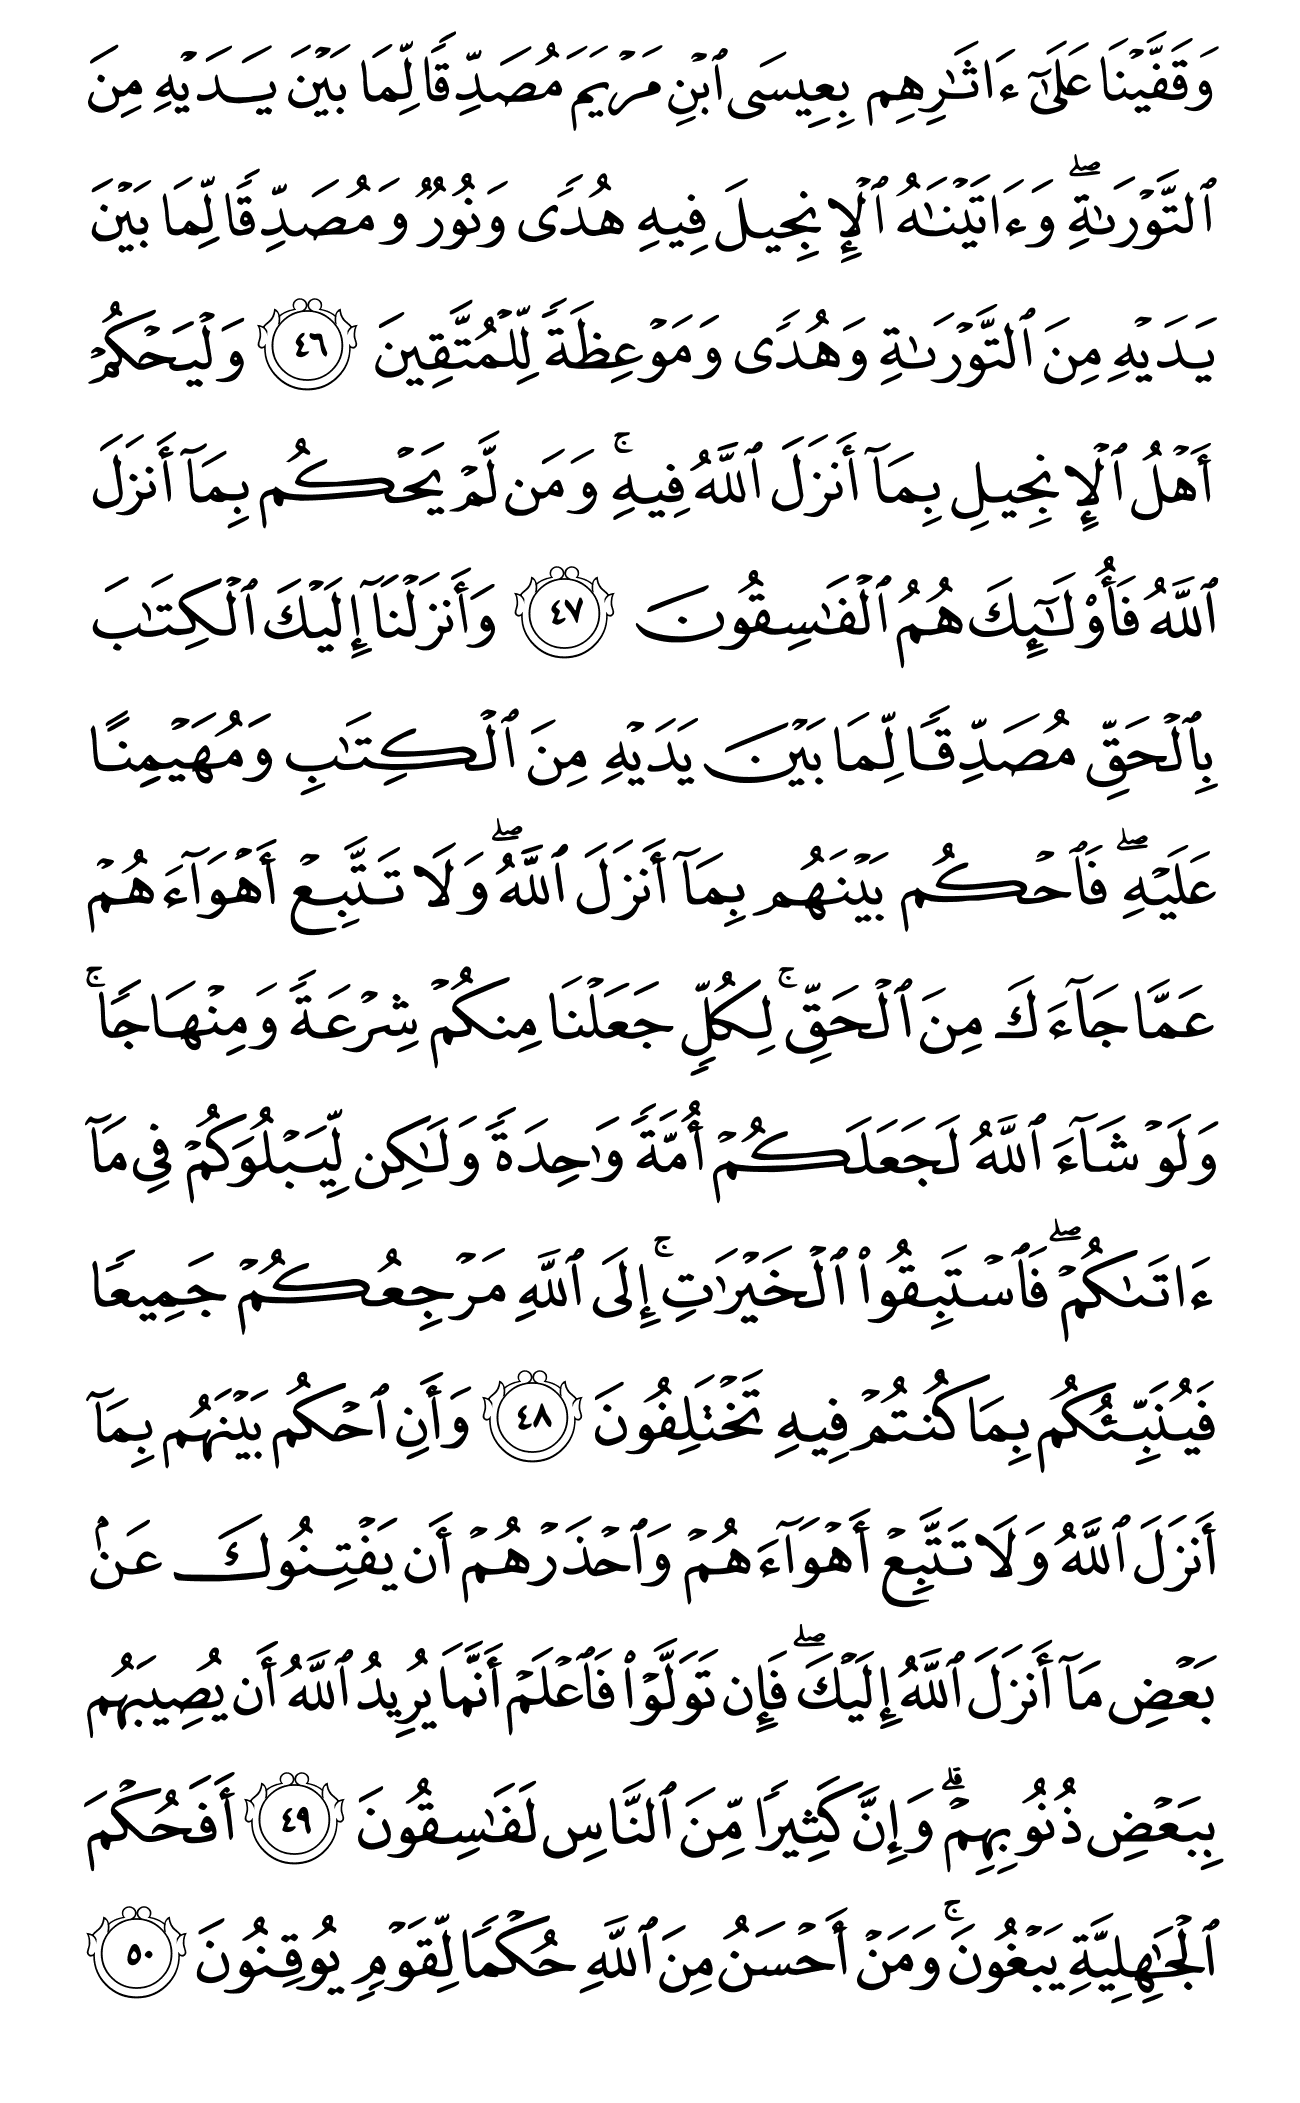 وَقَفَّيۡنَا عَلَىٰٓ ءَاثَٰرِهِم بِعِيسَى ٱبۡنِ مَرۡيَمَ مُصَدِّقٗا لِّمَا بَيۡنَ يَدَيۡهِ مِنَ
ٱلتَّوۡرَىٰةِۖ وَءَاتَيۡنَٰهُ ٱلۡإِنجِيلَ فِيهِ هُدٗى وَنُورٞ وَمُصَدِّقٗا لِّمَا بَيۡنَ
يَدَيۡهِ مِنَ ٱلتَّوۡرَىٰةِ وَهُدٗى وَمَوۡعِظَةٗ لِّلۡمُتَّقِينَ ٤٦ وَلۡيَحۡكُمۡ
أَهۡلُ ٱلۡإِنجِيلِ بِمَآ أَنزَلَ ٱللَّهُ فِيهِۚ وَمَن لَّمۡ يَحۡكُم بِمَآ أَنزَلَ
ٱللَّهُ فَأُوْلَٰٓئِكَ هُمُ ٱلۡفَٰسِقُونَ ٤٧ وَأَنزَلۡنَآ إِلَيۡكَ ٱلۡكِتَٰبَ
بِٱلۡحَقِّ مُصَدِّقٗا لِّمَا بَيۡنَ يَدَيۡهِ مِنَ ٱلۡكِتَٰبِ وَمُهَيۡمِنًا
عَلَيۡهِۖ فَٱحۡكُم بَيۡنَهُم بِمَآ أَنزَلَ ٱللَّهُۖ وَلَا تَتَّبِعۡ أَهۡوَآءَهُمۡ
عَمَّا جَآءَكَ مِنَ ٱلۡحَقِّۚ لِكُلّٖ جَعَلۡنَا مِنكُمۡ شِرۡعَةٗ وَمِنۡهَاجٗاۚ
وَلَوۡ شَآءَ ٱللَّهُ لَجَعَلَكُمۡ أُمَّةٗ وَٰحِدَةٗ وَلَٰكِن لِّيَبۡلُوَكُمۡ فِي مَآ
ءَاتَىٰكُمۡۖ فَٱسۡتَبِقُواْ ٱلۡخَيۡرَٰتِۚ إِلَى ٱللَّهِ مَرۡجِعُكُمۡ جَمِيعٗا
فَيُنَبِّئُكُم بِمَا كُنتُمۡ فِيهِ تَخۡتَلِفُونَ ٤٨ وَأَنِ ٱحۡكُم بَيۡنَهُم بِمَآ
أَنزَلَ ٱللَّهُ وَلَا تَتَّبِعۡ أَهۡوَآءَهُمۡ وَٱحۡذَرۡهُمۡ أَن يَفۡتِنُوكَ عَنۢ
بَعۡضِ مَآ أَنزَلَ ٱللَّهُ إِلَيۡكَۖ فَإِن تَوَلَّوۡاْ فَٱعۡلَمۡ أَنَّمَا يُرِيدُ ٱللَّهُ أَن يُصِيبَهُم
بِبَعۡضِ ذُنُوبِهِمۡۗ وَإِنَّ كَثِيرٗا مِّنَ ٱلنَّاسِ لَفَٰسِقُونَ ٤٩ أَفَحُكۡمَ
ٱلۡجَٰهِلِيَّةِ يَبۡغُونَۚ وَمَنۡ أَحۡسَنُ مِنَ ٱللَّهِ حُكۡمٗا لِّقَوۡمٖ يُوقِنُونَ ٥٠